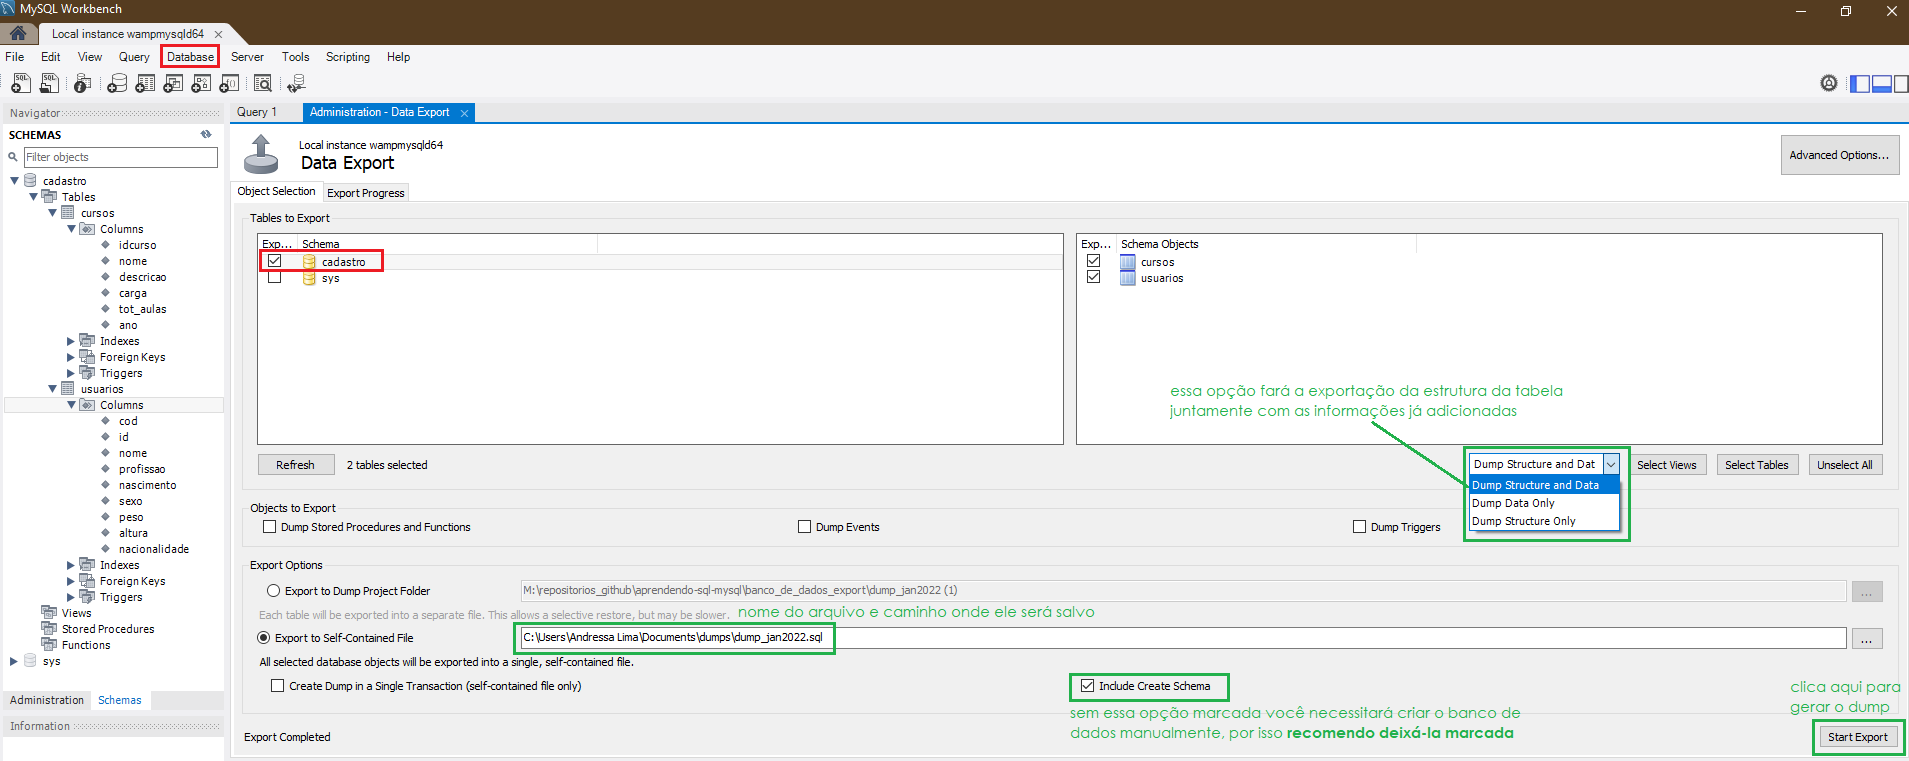 MySQL Workbench
Local instance wampmysqld64
File Edit View Query Database Server Tools Scripting Help
Navigator
SCHEMAS
Filter objects
cadastro
Tables
cursos
Columns
idcurso
nome
descricao
carga
tot_aulas
ano
Indexes
Foreign Keys
Triggers
usuarios
Columns
cod
id
nome
profissao
nascimento
sexo
peso
altura
nacionalidade
Indexes
Foreign Keys
Triggers
Views
Stored Procedures
Functions
sys
Administration Schemas
Information
Query 1 Administration - Data Export
Local instance wampmysqld64
Data Export
Advanced Options...
Object Selection Export Progress
Tables to Export
Exp... Schema
cadastro
sys
Exp... Schema Objects
cursos
usuarios
essa opção fará a exportação da estrutura da tabela
juntamente com as informações já adicionadas
Refresh 2 tables selected
Dump Structure and Dat Select Views Select Tables Unselect All
Dump Structure and Data
Dump Data Only
Dump Structure Only
Objects to Export
Dump Stored Procedures and Functions Dump Events Dump Triggers
Export Options
Export to Dump Project Folder M:\repositorios_github\aprendendo-sql-mysql\banco_de_dados_export\dump_jan2022 (1) ...
Each table will be exported into a separate file. This allows a selective restore, but may be slower.
nome do arquivo e caminho onde ele será salvo
Export to Self-Contained File C:\Users\Andressa Lima\Documents\dumps\dump_jan2022.sql ...
All selected database objects will be exported into a single, self-contained file.
Create Dump in a Single Transaction (self-contained file only) Include Create Schema
sem essa opção marcada você necessitará criar o banco de
dados manualmente, por isso recomendo deixá-la marcada
clica aqui para
gerar o dump
Export Completed
Start Export